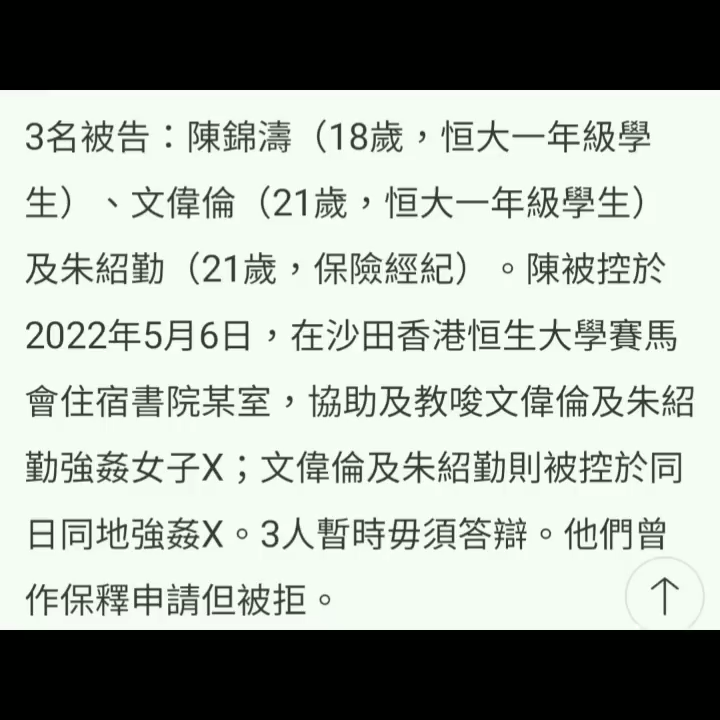 3名被告：陳錦濤（18歲，恒大一年級學
生）、文偉倫（21歲，恒大一年級學生）
及朱紹勤（21歲，保險經紀）。陳被控於
2022年5月6日，在沙田香港恒生大學賽馬
會住宿書院某室，協助及教唆文偉倫及朱紹
勤強姦女子X；文偉倫及朱紹勤則被控於同
日同地強姦X。3人暫時毋須答辯。他們曾
作保釋申請但被拒。